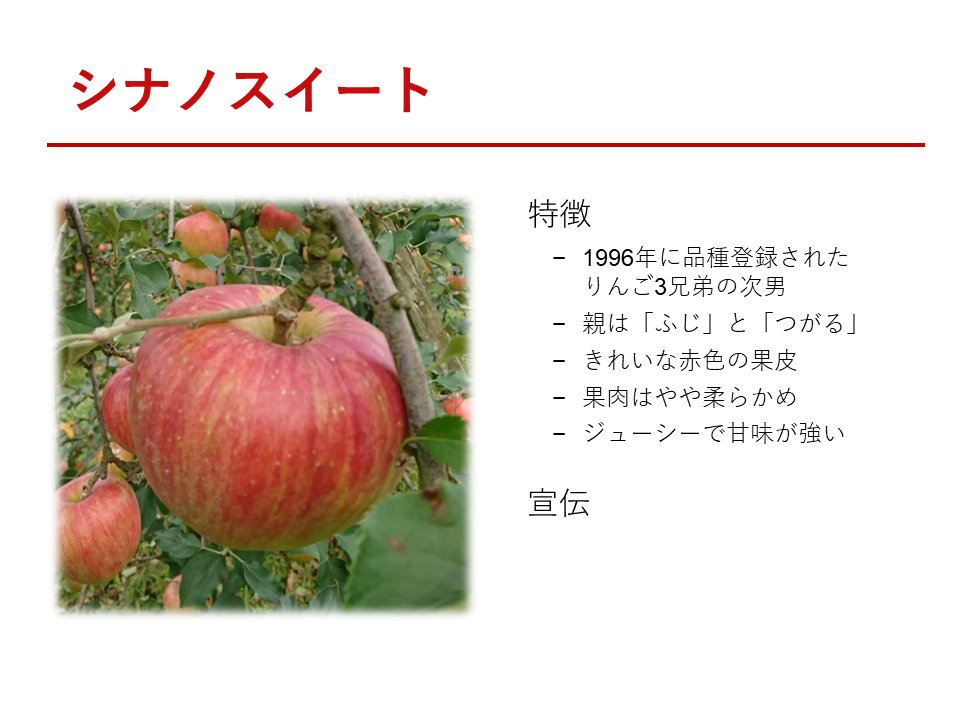 シナノスイート
特徴
– 1996年に品種登録された
りんご3兄弟の次男
– 親は「ふじ」と「つがる」
– きれいな赤色の果皮
– 果肉はやや柔らかめ
– ジューシーで甘味が強い
宣伝